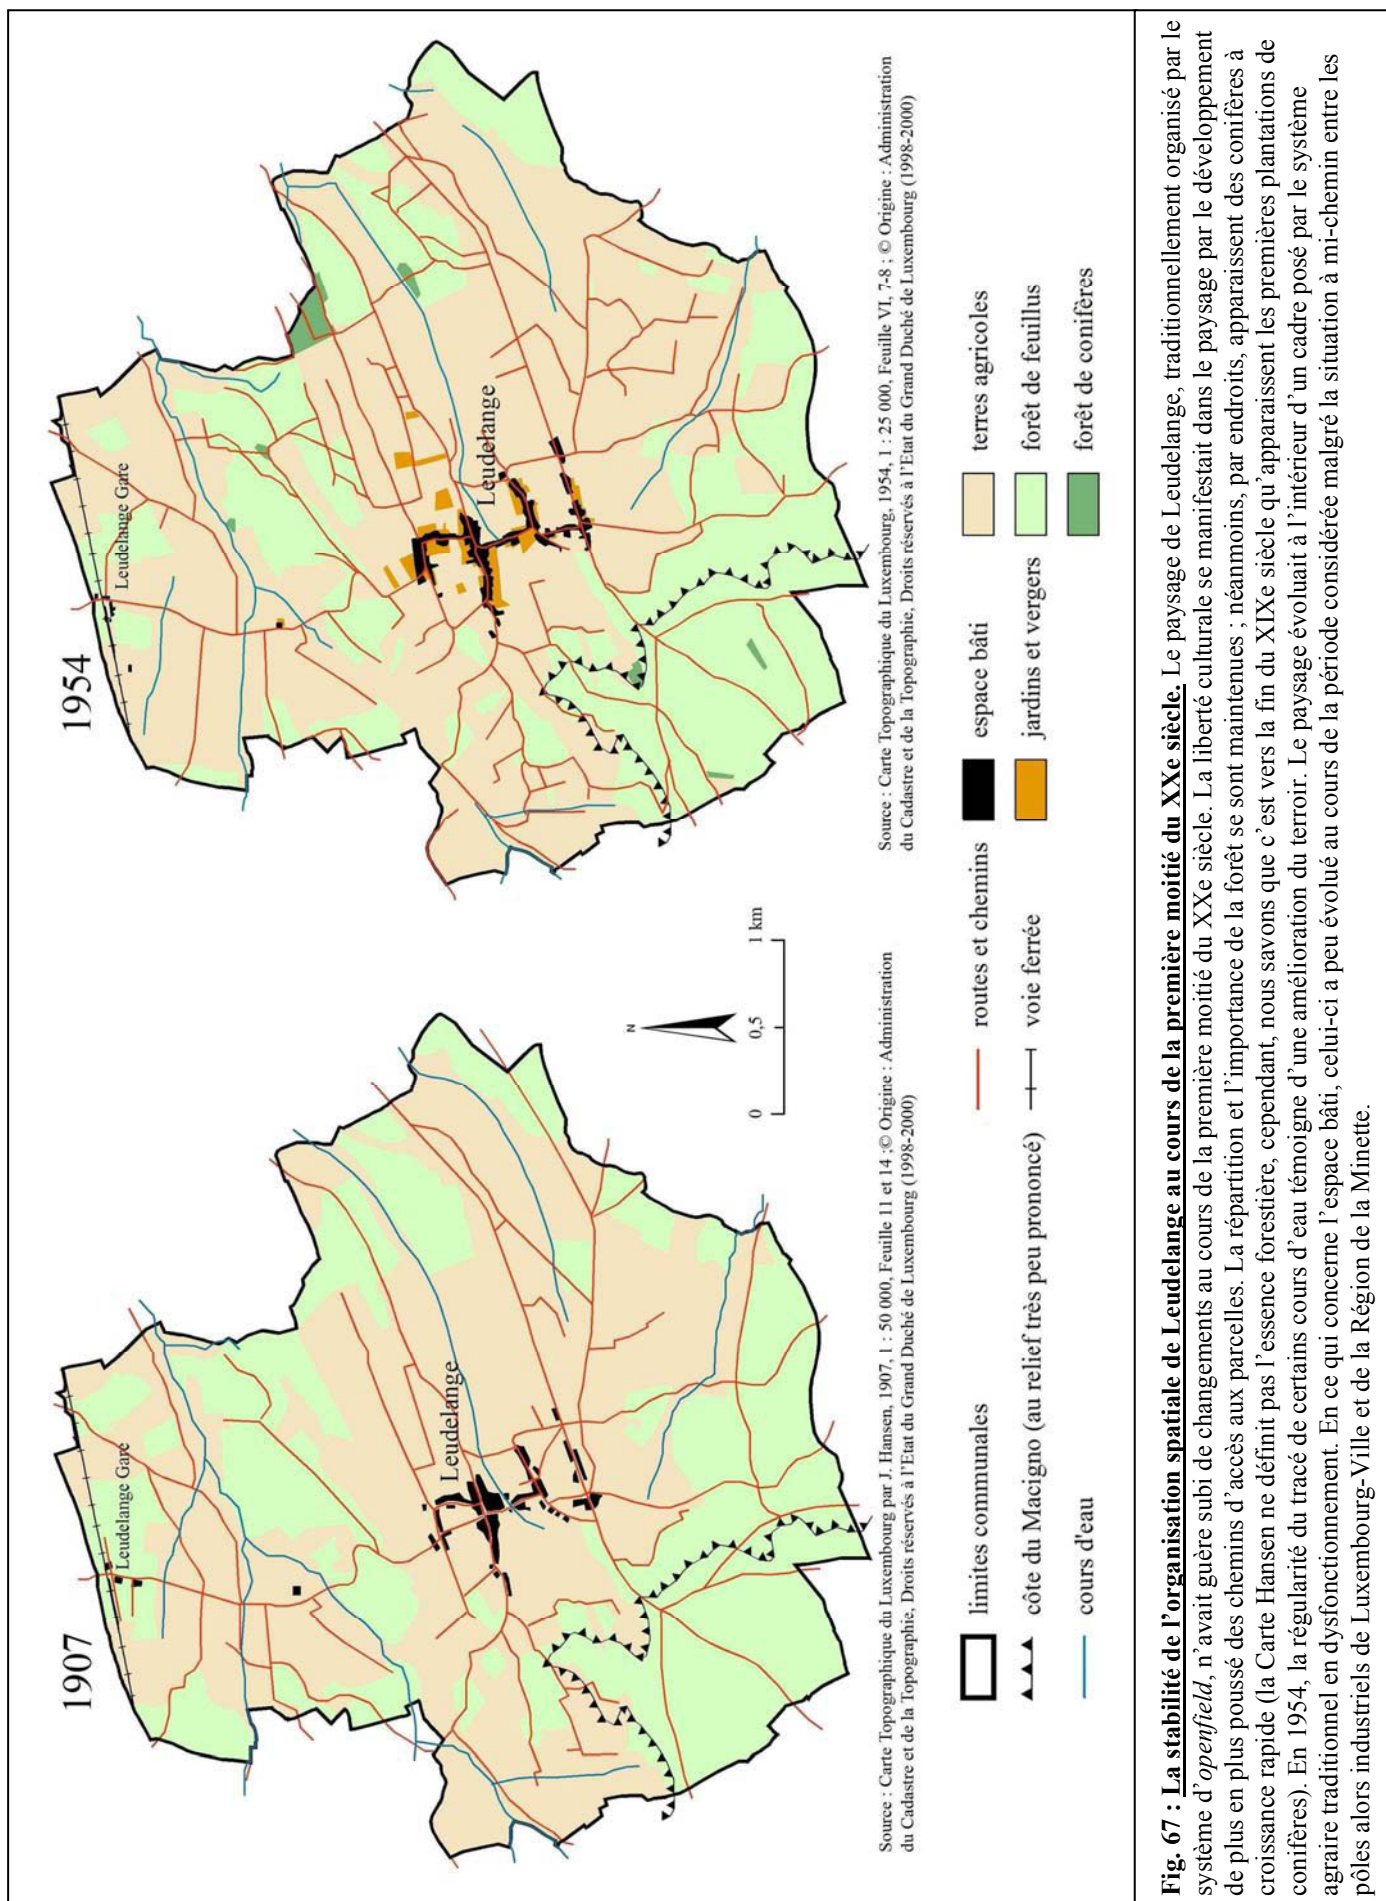 1907
Leudelange Gare
Leudelange
Source : Carte Topographique du Luxembourg par J. Hansen, 1907, 1 : 50 000, Feuille 11 et 14 ;© Origine : Administration
du Cadastre et de la Topographie, Droits réservés à l'Etat du Grand Duché de Luxembourg (1998-2000)
N
0
0,5
1 km
1954
Leudelange Gare
Leudelange
Source : Carte Topographique du Luxembourg, 1954, 1 : 25 000, Feuille VI, 7-8 ; © Origine : Administration
du Cadastre et de la Topographie, Droits réservés à l'Etat du Grand Duché de Luxembourg (1998-2000)
limites communales
côte du Macigno (au relief très peu prononcé)
cours d'eau
routes et chemins
voie ferrée
espace bâti
jardins et vergers
terres agricoles
forêt de feuillus
forêt de conifères
Fig. 67 : La stabilité de l'organisation spatiale de Leudelange au cours de la première moitié du XXe siècle. Le paysage de Leudelange, traditionnellement organisé par le
système d'openfield, n'avait guère subi de changements au cours de la première moitié du XXe siècle. La liberté culturale se manifestait dans le paysage par le développement
de plus en plus poussé des chemins d'accès aux parcelles. La répartition et l'importance de la forêt se sont maintenues ; néanmoins, par endroits, apparaissent des conifères à
croissance rapide (la Carte Hansen ne définit pas l'essence forestière, cependant, nous savons que c'est vers la fin du XIXe siècle qu'apparaissent les premières plantations de
conifères). En 1954, la régularité du tracé de certains cours d'eau témoigne d'une amélioration du terroir. Le paysage évoluait à l'intérieur d'un cadre posé par le système
agraire traditionnel en dysfonctionnement. En ce qui concerne l'espace bâti, celui-ci a peu évolué au cours de la période considérée malgré la situation à mi-chemin entre les
pôles alors industriels de Luxembourg-Ville et de la Région de la Minette.